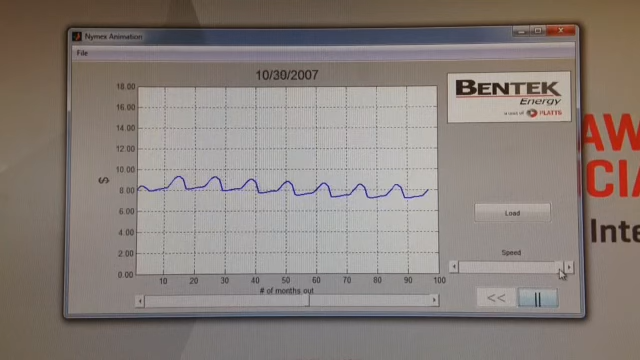 Nymex Animation
File
10/30/2007
18.00
16.00
14.00
12.00
10.00
$
8.00
6.00
4.00
2.00
0.00
10 20 30 40 50 60 70 80 90 100
# of months out
BENTEK
Energy
a unit of PLATTS
Load
Speed
<< ||
AW
CIA
Inte